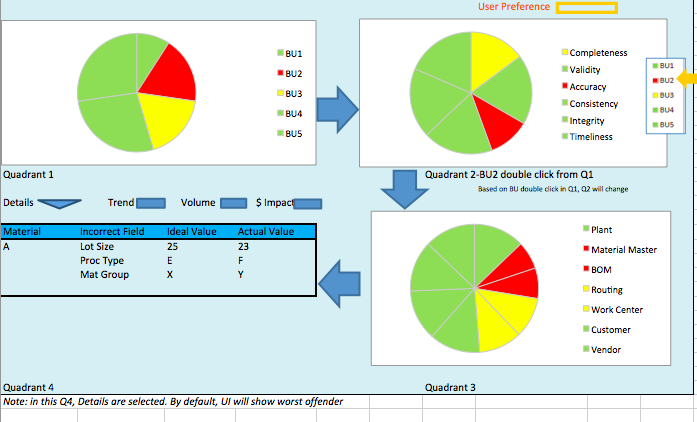 User Preference
BU1
BU2
BU3
BU4
BU5
Quadrant 1
Completeness
Validity
Accuracy
Consistency
Integrity
Timeliness
BU1
BU2
BU3
BU4
BU5
Quadrant 2-BU2 double click from Q1
Based on BU double click in Q1, Q2 will change
Details Trend Volume $ Impact
Material Incorrect Field Ideal Value Actual Value
A Lot Size 25 23
Proc Type E F
Mat Group X Y
Plant
Material Master
BOM
Routing
Work Center
Customer
Vendor
Quadrant 4
Quadrant 3
Note: in this Q4, Details are selected. By default, UI will show worst offender